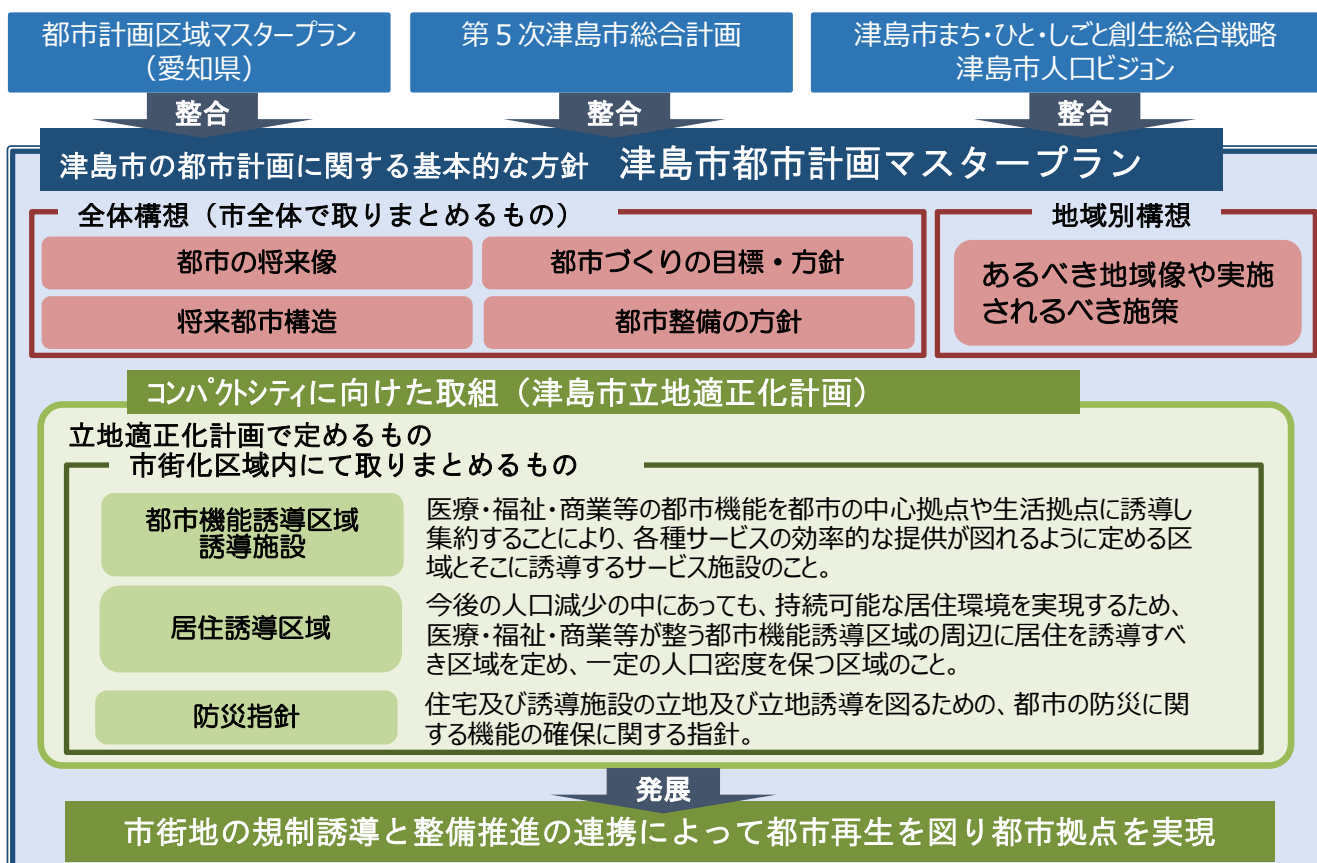 都市計画区域マスタープラン
（愛知県）
第５次津島市総合計画
津島市まち・ひと・しごと創生総合戦略
津島市人口ビジョン
整合
整合
整合
津島市の都市計画に関する基本的な方針　津島市都市計画マスタープラン
全体構想（市全体で取りまとめるもの）
都市の将来像
都市づくりの目標・方針
将来都市構造
都市整備の方針
地域別構想
あるべき地域像や実施
されるべき施策
コンパクトシティに向けた取組（津島市立地適正化計画）
立地適正化計画で定めるもの
市街化区域内にて取りまとめるもの
都市機能誘導区域
誘導施設
医療・福祉・商業等の都市機能を都市の中心拠点や生活拠点に誘導し
集約することにより、各種サービスの効率的な提供が図れるように定める区
域とそこに誘導するサービス施設のこと。
居住誘導区域
今後の人口減少の中にあっても、持続可能な居住環境を実現するため、
医療・福祉・商業等が整う都市機能誘導区域の周辺に居住を誘導すべ
き区域を定め、一定の人口密度を保つ区域のこと。
防災指針
住宅及び誘導施設の立地及び立地誘導を図るための、都市の防災に関
する機能の確保に関する指針。
発展
市街地の規制誘導と整備推進の連携によって都市再生を図り都市拠点を実現